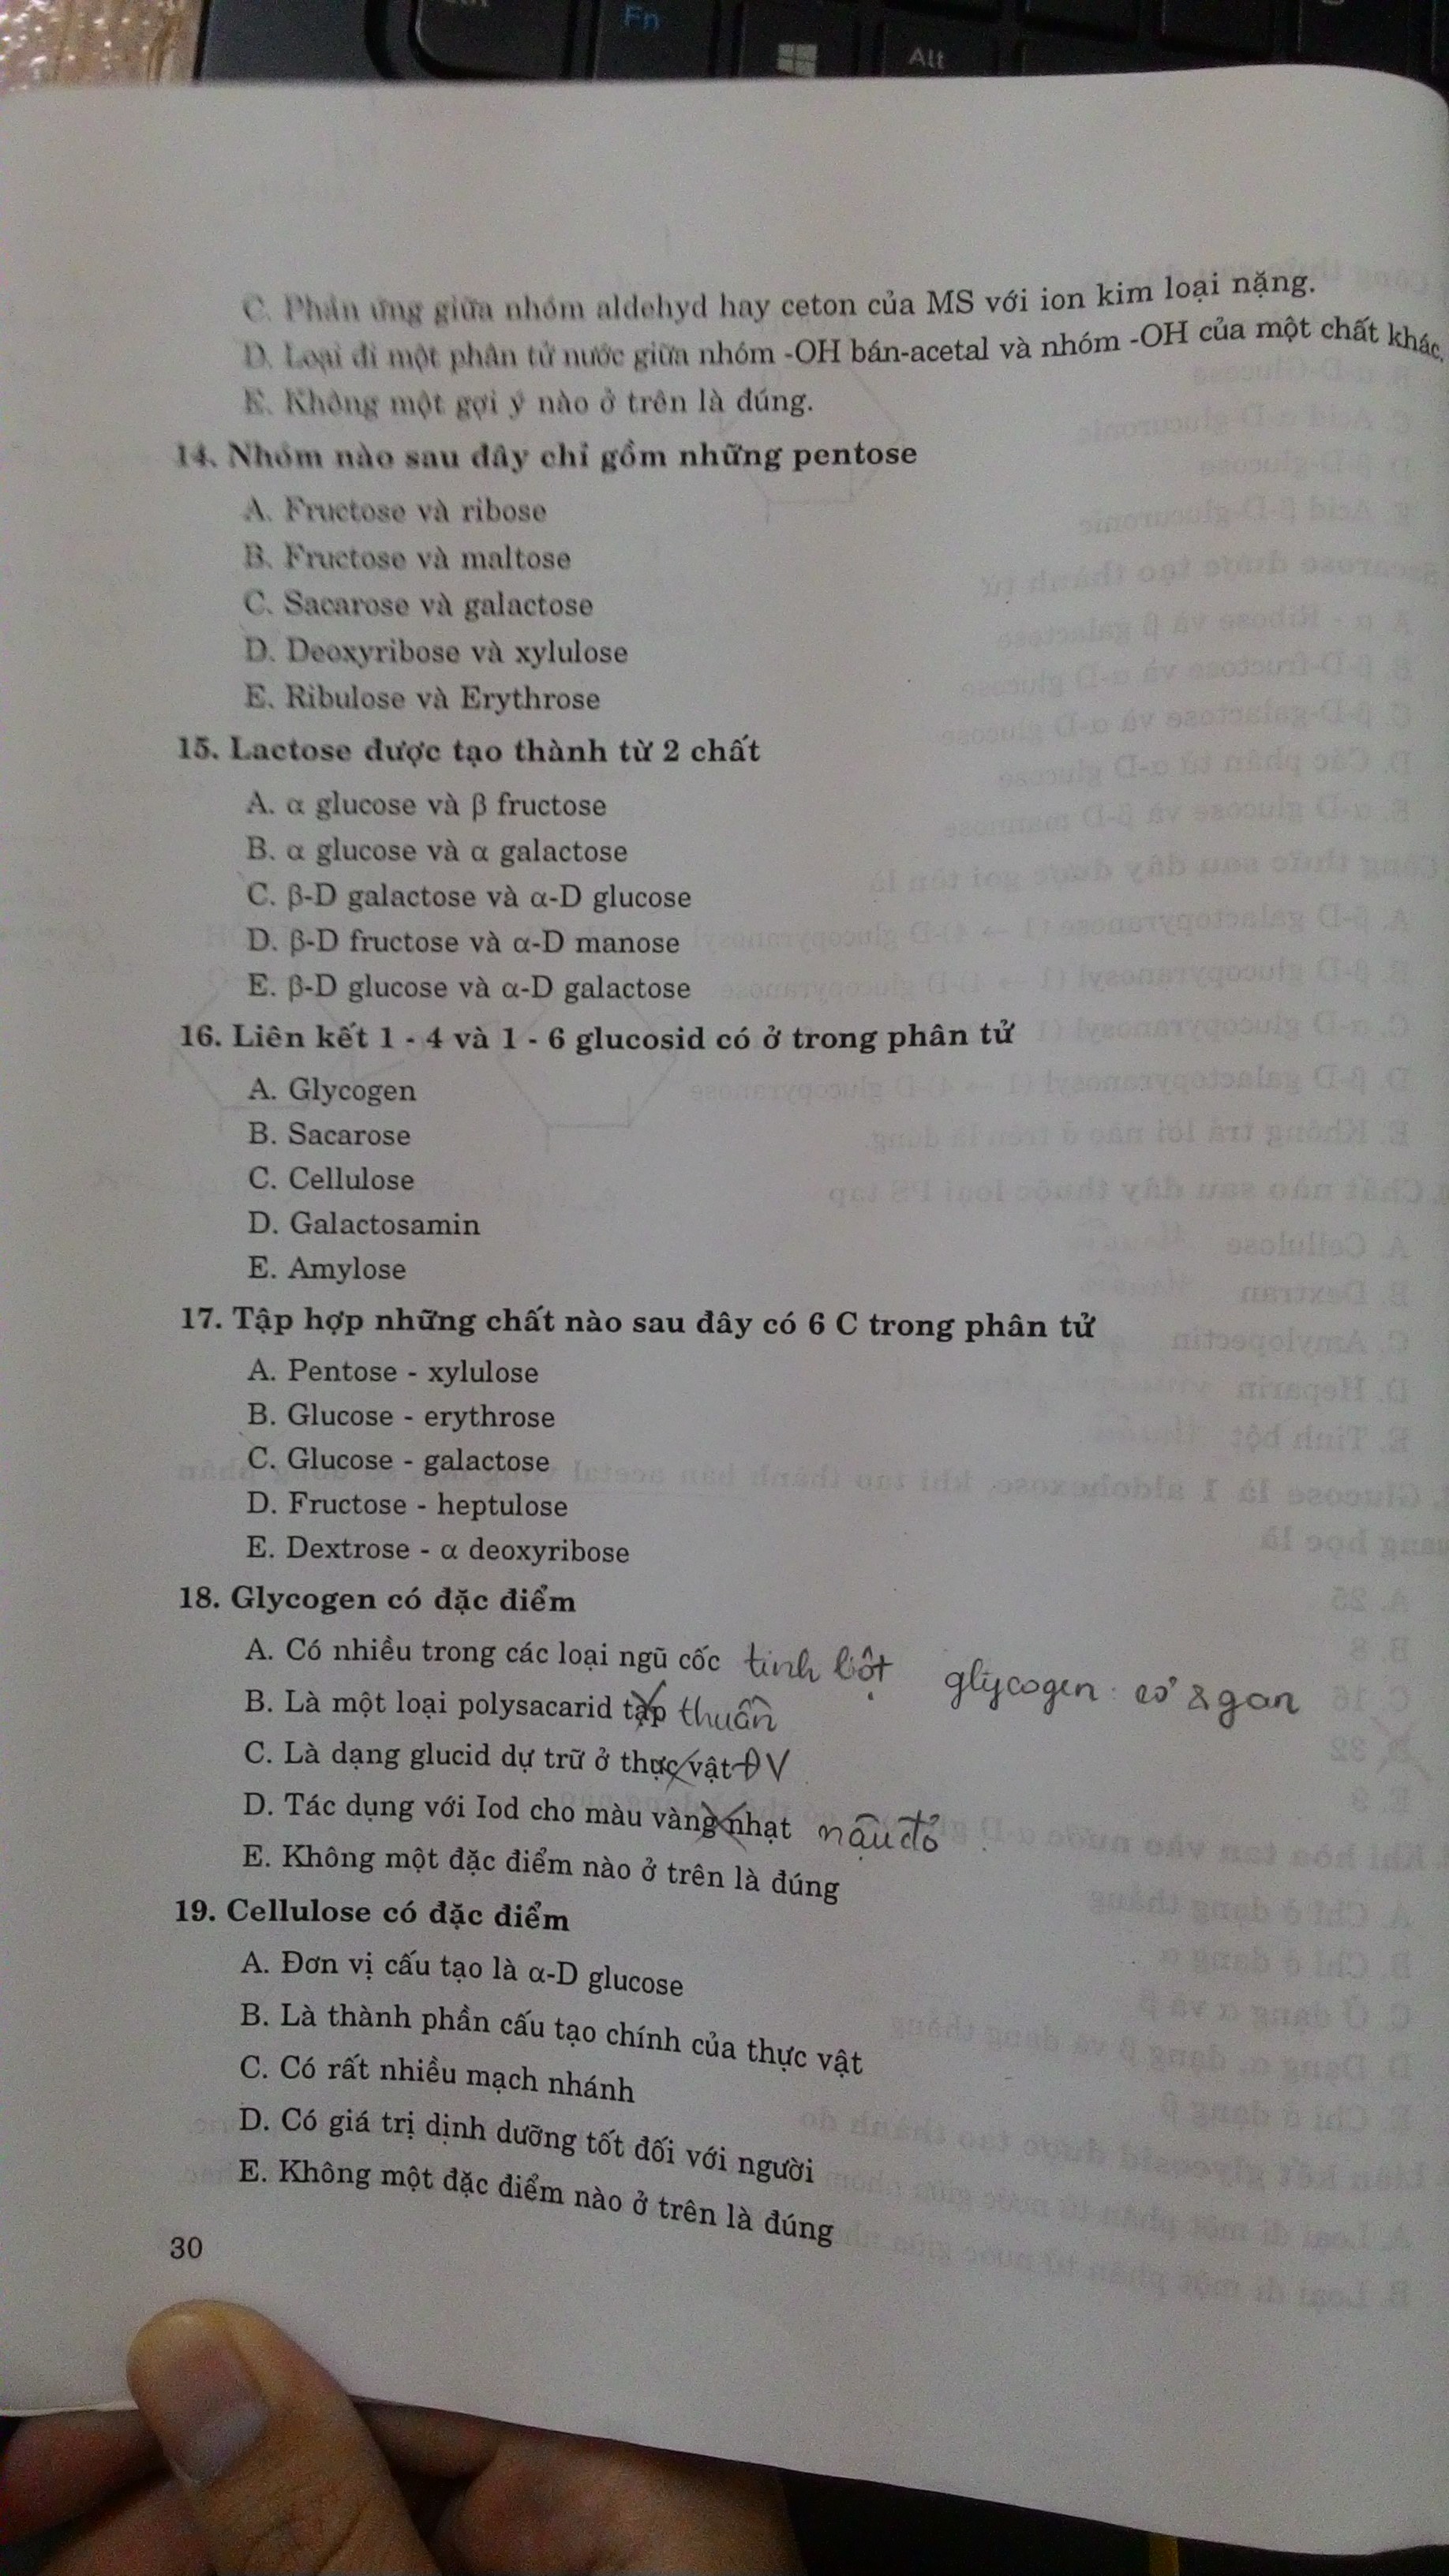 Fn
Alt
C. Phản ứng giữa nhóm aldehyd hay ceton của MS với ion kim loại nặng.
D. Loại đi một phân tử nước giữa nhóm -OH bán-acetal và nhóm -OH của một chất khác.
E. Không một gợi ý nào ở trên là đúng.
14. Nhóm nào sau đây chỉ gồm những pentose
A. Fructose và ribose
B. Fructose và maltose
C. Sacarose và galactose
D. Deoxyribose và xylulose
E. Ribulose và Erythrose
15. Lactose được tạo thành từ 2 chất
A. α glucose và β fructose
B. α glucose và α galactose
C. β-D galactose và α-D glucose
D. β-D fructose và α-D manose
E. β-D glucose và α-D galactose
16. Liên kết 1 - 4 và 1 - 6 glucosid có ở trong phân tử
A. Glycogen
B. Sacarose
C. Cellulose
D. Galactosamin
E. Amylose
17. Tập hợp những chất nào sau đây có 6 C trong phân tử
A. Pentose - xylulose
B. Glucose - erythrose
C. Glucose - galactose
D. Fructose - heptulose
E. Dextrose - α deoxyribose
18. Glycogen có đặc điểm
A. Có nhiều trong các loại ngũ cốc tinh bột glycogen: cơ & gan
B. Là một loại polysacarid tạp thuần
C. Là dạng glucid dự trữ ở thực vật ĐV
D. Tác dụng với Iod cho màu vàng nhạt nâu đỏ
E. Không một đặc điểm nào ở trên là đúng
19. Cellulose có đặc điểm
A. Đơn vị cấu tạo là α-D glucose
B. Là thành phần cấu tạo chính của thực vật
C. Có rất nhiều mạch nhánh
D. Có giá trị dịnh dưỡng tốt đối với người
E. Không một đặc điểm nào ở trên là đúng
30